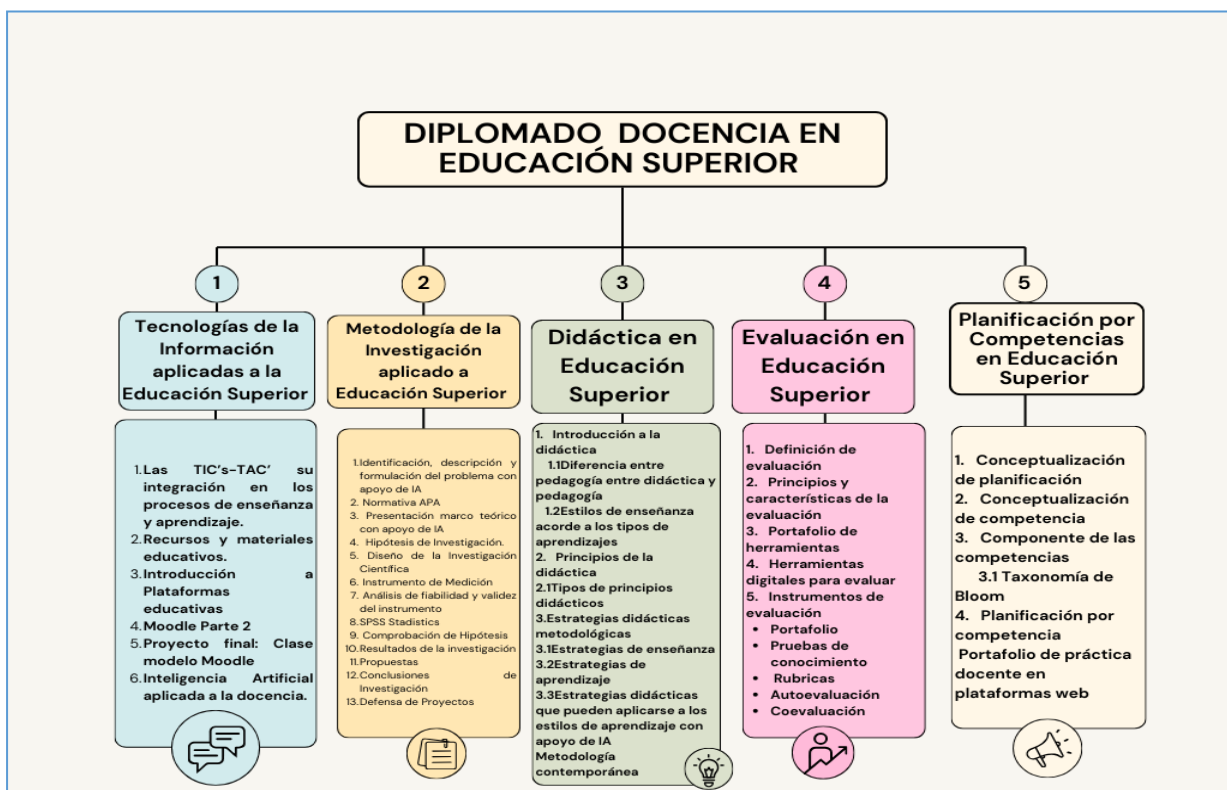 DIPLOMADO DOCENCIA EN
EDUCACIÓN SUPERIOR
1
Tecnologías de la
Información
aplicadas a la
Educación Superior
1.Las TIC's-TAC' su
integración en los
procesos de enseñanza
y aprendizaje.
2.Recursos y materiales
educativos.
3.Introducción a
Plataformas
educativas
4.Moodle Parte 2
5.Proyecto final: Clase
modelo Moodle
6.Inteligencia Artificial
aplicada a la docencia.
2
Metodología de la
Investigación
aplicado a
Educación Superior
1.Identificación, descripción y
formulación del problema con
apoyo de IA
2. Normativa APA
3. Presentación marco teórico
con apoyo de IA
4. Hipótesis de Investigación.
5. Diseño de la Investigación
Científica
6. Instrumento de Medición
7. Análisis de fiabilidad y validez
del instrumento
8.SPSS Stadistics
9. Comprobación de Hipótesis
10.Resultados de la investigación
11.Propuestas
12.Conclusiones de
Investigación
13.Defensa de Proyectos
3
Didáctica en
Educación
Superior
1. Introducción a la
didáctica
1.1Diferencia entre
pedagogía entre didáctica y
pedagogía
1.2Estilos de enseñanza
acorde a los tipos de
aprendizajes
2. Principios de la
didáctica
2.1Tipos de principios
didácticos
3.Estrategias didácticas
metodológicas
3.1Estrategias de enseñanza
3.2Estrategias de
aprendizaje
3.3Estrategias didácticas
que pueden aplicarse a los
estilos de aprendizaje con
apoyo de IA
Metodología
contemporánea
4
Evaluación en
Educación
Superior
1. Definición de
evaluación
2. Principios y
características de la
evaluación
3. Portafolio de
herramientas
4. Herramientas
digitales para evaluar
5. Instrumentos de
evaluación
• Portafolio
• Pruebas de
conocimiento
• Rubricas
• Autoevaluación
• Coevaluación
5
Planificación por
Competencias
en Educación
Superior
1. Conceptualización
de planificación
2. Conceptualización
de competencia
3. Componente de las
competencias
3.1 Taxonomía de
Bloom
4. Planificación por
competencia
Portafolio de práctica
docente en
plataformas web